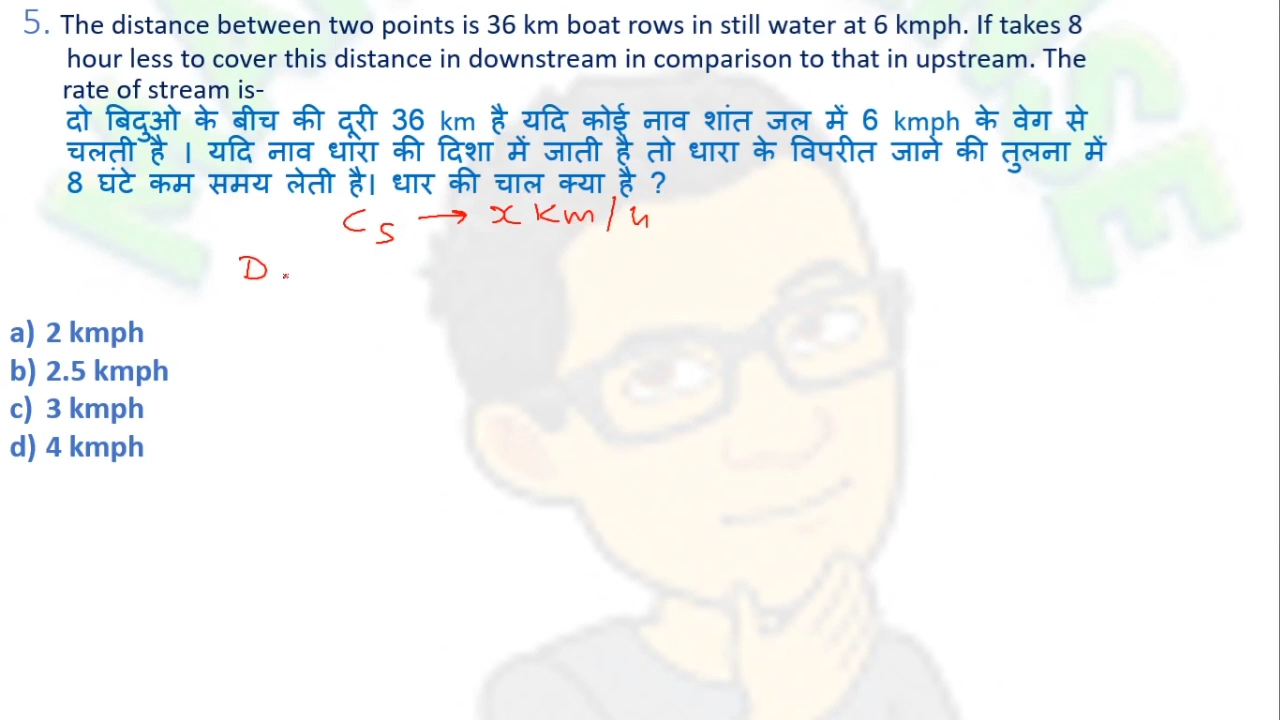 5. The distance between two points is 36 km boat rows in still water at 6 kmph. If takes 8
hour less to cover this distance in downstream in comparison to that in upstream. The
rate of stream is-
दो बिदुओ के बीच की दूरी 36 km है यदि कोई नाव शांत जल में 6 kmph के वेग से
चलती है । यदि नाव धारा की दिशा में जाती है तो धारा के विपरीत जाने की तुलना में
8 घंटे कम समय लेती है। धार की चाल क्या है ?
CS → x Km/h
D .
a) 2 kmph
b) 2.5 kmph
c) 3 kmph
d) 4 kmph